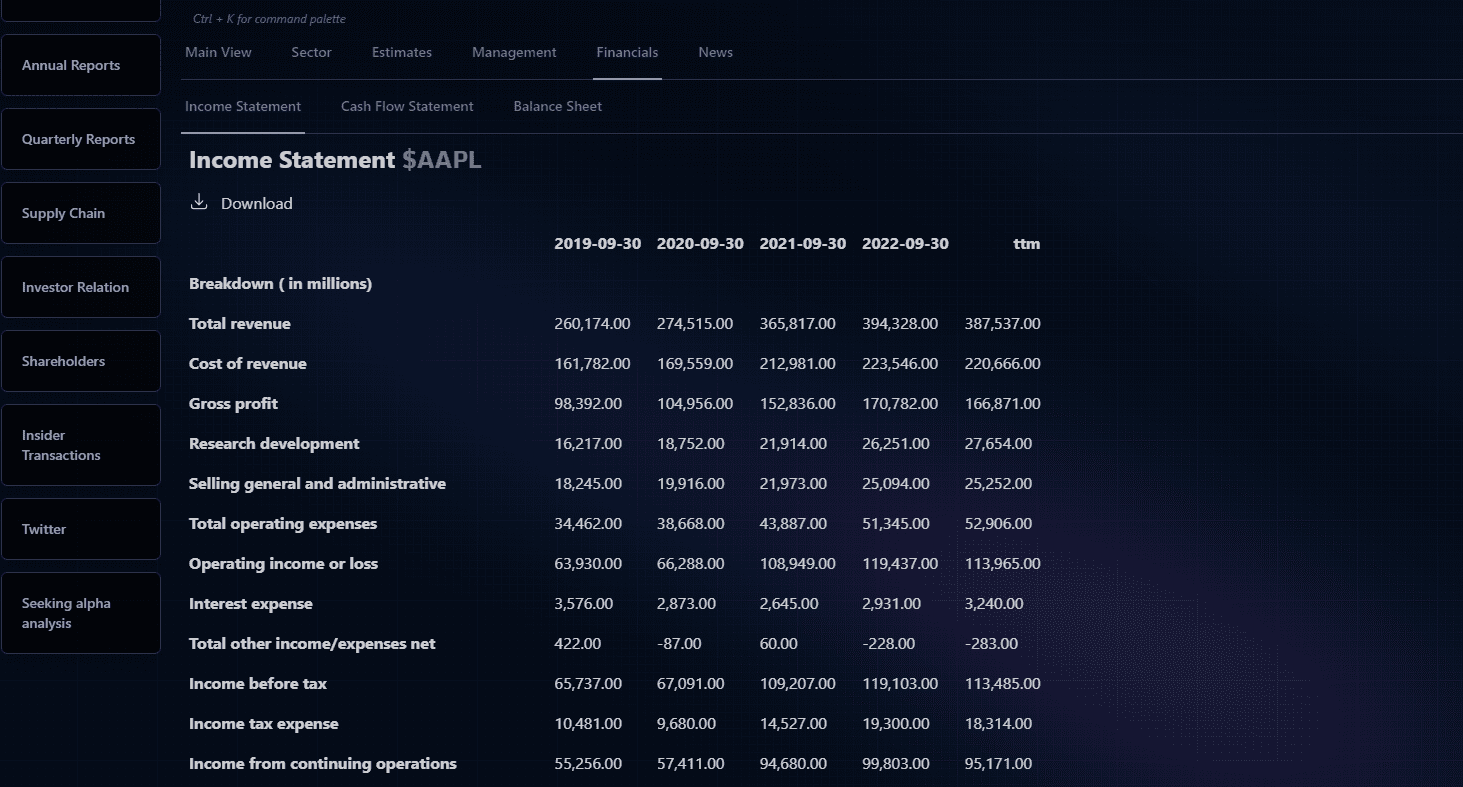 Ctrl + K for command palette
Main View Sector Estimates Management Financials News
Income Statement Cash Flow Statement Balance Sheet
Annual Reports
Quarterly Reports
Supply Chain
Investor Relation
Shareholders
Insider
Transactions
Twitter
Seeking alpha
analysis
Income Statement $AAPL
Download
2019-09-30 2020-09-30 2021-09-30 2022-09-30 ttm
Breakdown ( in millions)
Total revenue 260,174.00 274,515.00 365,817.00 394,328.00 387,537.00
Cost of revenue 161,782.00 169,559.00 212,981.00 223,546.00 220,666.00
Gross profit 98,392.00 104,956.00 152,836.00 170,782.00 166,871.00
Research development 16,217.00 18,752.00 21,914.00 26,251.00 27,654.00
Selling general and administrative 18,245.00 19,916.00 21,973.00 25,094.00 25,252.00
Total operating expenses 34,462.00 38,668.00 43,887.00 51,345.00 52,906.00
Operating income or loss 63,930.00 66,288.00 108,949.00 119,437.00 113,965.00
Interest expense 3,576.00 2,873.00 2,645.00 2,931.00 3,240.00
Total other income/expenses net 422.00 -87.00 60.00 -228.00 -283.00
Income before tax 65,737.00 67,091.00 109,207.00 119,103.00 113,485.00
Income tax expense 10,481.00 9,680.00 14,527.00 19,300.00 18,314.00
Income from continuing operations 55,256.00 57,411.00 94,680.00 99,803.00 95,171.00